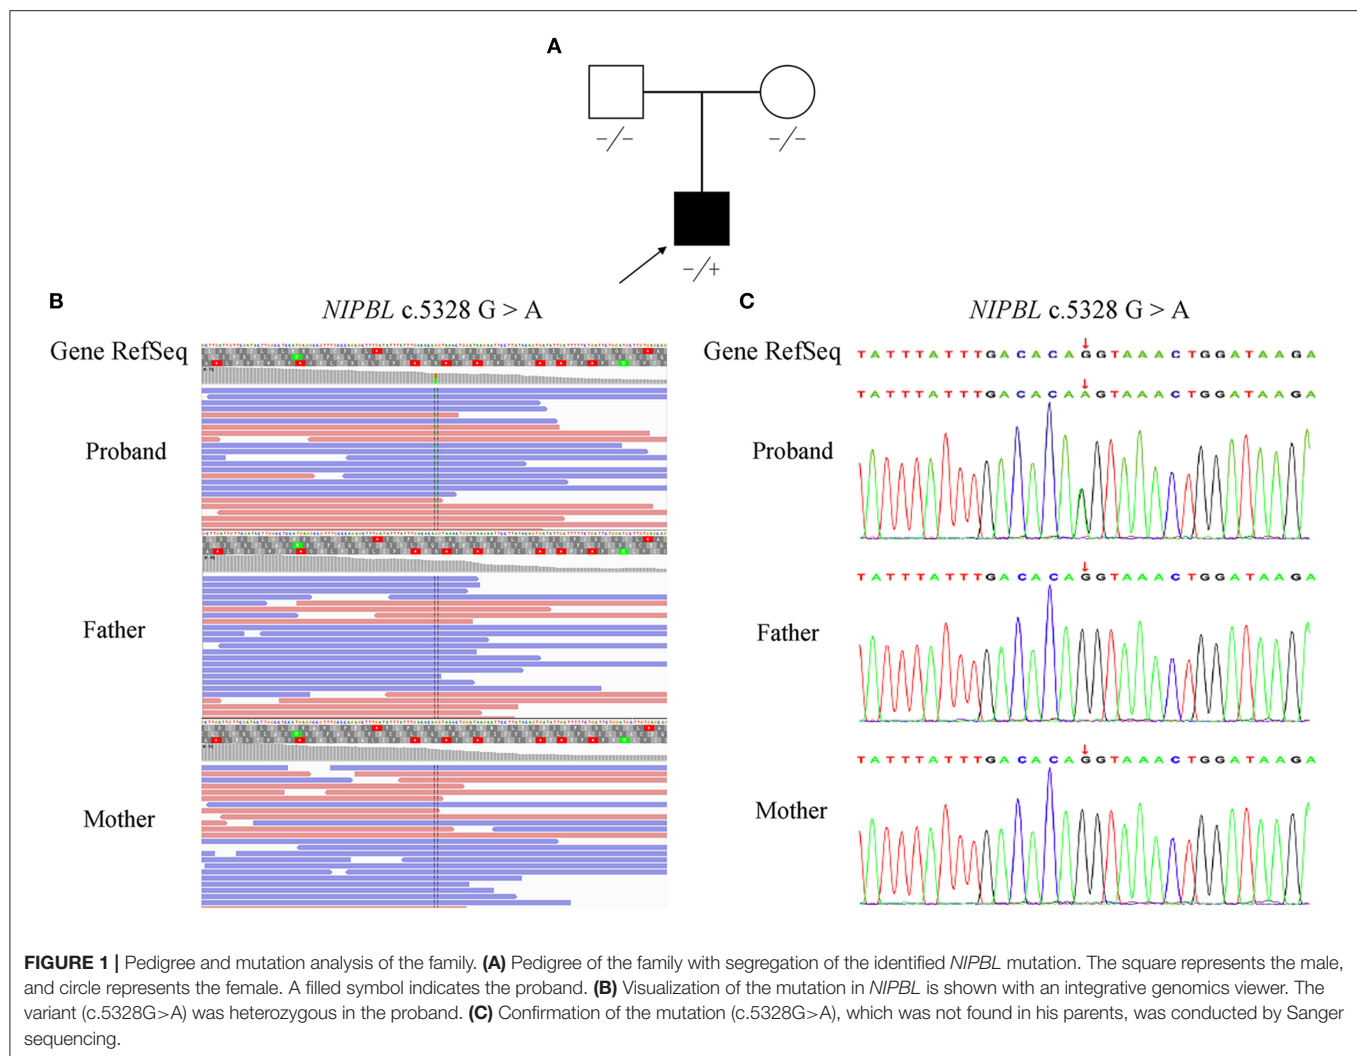 A
−/−
−/−
−/+
B
NIPBL c.5328 G > A
Gene RefSeq
Proband
Father
Mother
C
NIPBL c.5328 G > A
Gene RefSeq
TATTTATTTGACACAGGTAAACTGGATAAGA
TATTTATTTGACACAAGTAAACTGGATAAGA
Proband
TATTTATTTGACACAGGTAAACTGGATAAGA
Father
TATTTATTTGACACAGGTAAACTGGATAAGA
Mother
FIGURE 1 | Pedigree and mutation analysis of the family. (A) Pedigree of the family with segregation of the identified NIPBL mutation. The square represents the male,
and circle represents the female. A filled symbol indicates the proband. (B) Visualization of the mutation in NIPBL is shown with an integrative genomics viewer. The
variant (c.5328G>A) was heterozygous in the proband. (C) Confirmation of the mutation (c.5328G>A), which was not found in his parents, was conducted by Sanger
sequencing.